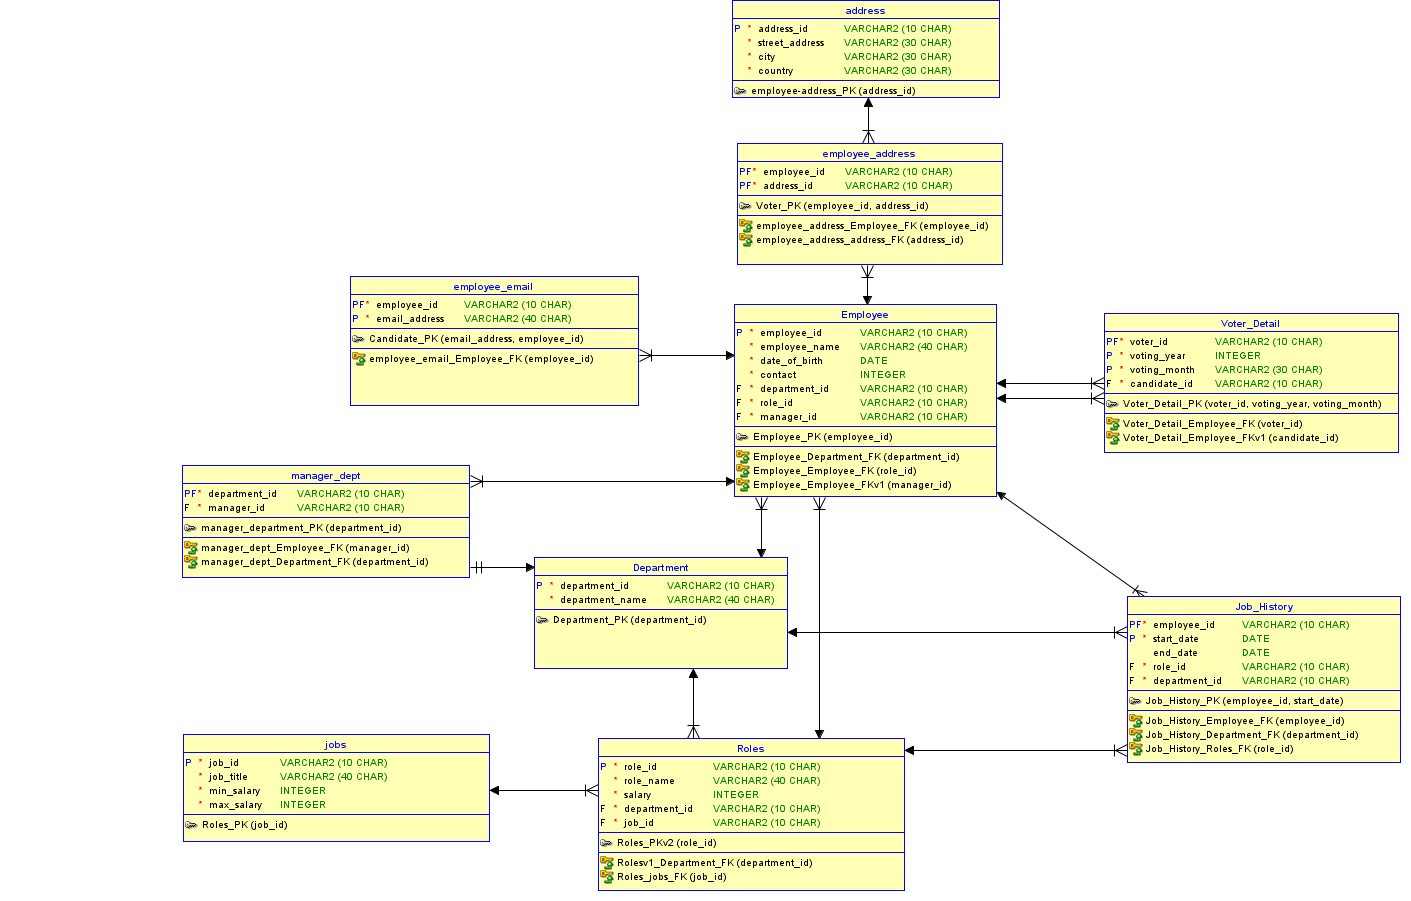 address
P * address_id VARCHAR2 (10 CHAR)
* street_address VARCHAR2 (30 CHAR)
* city VARCHAR2 (30 CHAR)
* country VARCHAR2 (30 CHAR)
employee-address_PK (address_id)
employee_address
PF* employee_id VARCHAR2 (10 CHAR)
PF* address_id VARCHAR2 (10 CHAR)
Voter_PK (employee_id, address_id)
employee_address_Employee_FK (employee_id)
employee_address_address_FK (address_id)
employee_email
PF* employee_id VARCHAR2 (10 CHAR)
P * email_address VARCHAR2 (40 CHAR)
Candidate_PK (email_address, employee_id)
employee_email_Employee_FK (employee_id)
Employee
P * employee_id VARCHAR2 (10 CHAR)
* employee_name VARCHAR2 (40 CHAR)
* date_of_birth DATE
* contact INTEGER
F * department_id VARCHAR2 (10 CHAR)
F * role_id VARCHAR2 (10 CHAR)
F * manager_id VARCHAR2 (10 CHAR)
Employee_PK (employee_id)
Employee_Department_FK (department_id)
Employee_Employee_FK (role_id)
Employee_Employee_FKv1 (manager_id)
Voter_Detail
PF* voter_id VARCHAR2 (10 CHAR)
P * voting_year INTEGER
P * voting_month VARCHAR2 (30 CHAR)
F * candidate_id VARCHAR2 (10 CHAR)
Voter_Detail_PK (voter_id, voting_year, voting_month)
Voter_Detail_Employee_FK (voter_id)
Voter_Detail_Employee_FKv1 (candidate_id)
manager_dept
PF* department_id VARCHAR2 (10 CHAR)
F * manager_id VARCHAR2 (10 CHAR)
manager_department_PK (department_id)
manager_dept_Employee_FK (manager_id)
manager_dept_Department_FK (department_id)
Department
P * department_id VARCHAR2 (10 CHAR)
* department_name VARCHAR2 (40 CHAR)
Department_PK (department_id)
Job_History
PF* employee_id VARCHAR2 (10 CHAR)
P * start_date DATE
end_date DATE
F * role_id VARCHAR2 (10 CHAR)
F * department_id VARCHAR2 (10 CHAR)
Job_History_PK (employee_id, start_date)
Job_History_Employee_FK (employee_id)
Job_History_Department_FK (department_id)
Job_History_Roles_FK (role_id)
jobs
P * job_id VARCHAR2 (10 CHAR)
* job_title VARCHAR2 (40 CHAR)
* min_salary INTEGER
* max_salary INTEGER
Roles_PK (job_id)
Roles
P * role_id VARCHAR2 (10 CHAR)
* role_name VARCHAR2 (40 CHAR)
* salary INTEGER
F * department_id VARCHAR2 (10 CHAR)
F * job_id VARCHAR2 (10 CHAR)
Roles_PKv2 (role_id)
Rolesv1_Department_FK (department_id)
Roles_jobs_FK (job_id)